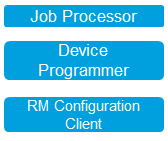 Job Processor
Device
Programmer
RM Configuration
Client